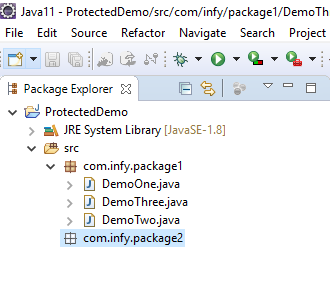 Java11 - ProtectedDemo/src/com/infy/package1/DemoTh
File Edit Source Refactor Navigate Search Project
Package Explorer
ProtectedDemo
JRE System Library [JavaSE-1.8]
src
com.infy.package1
DemoOne.java
DemoThree.java
DemoTwo.java
com.infy.package2